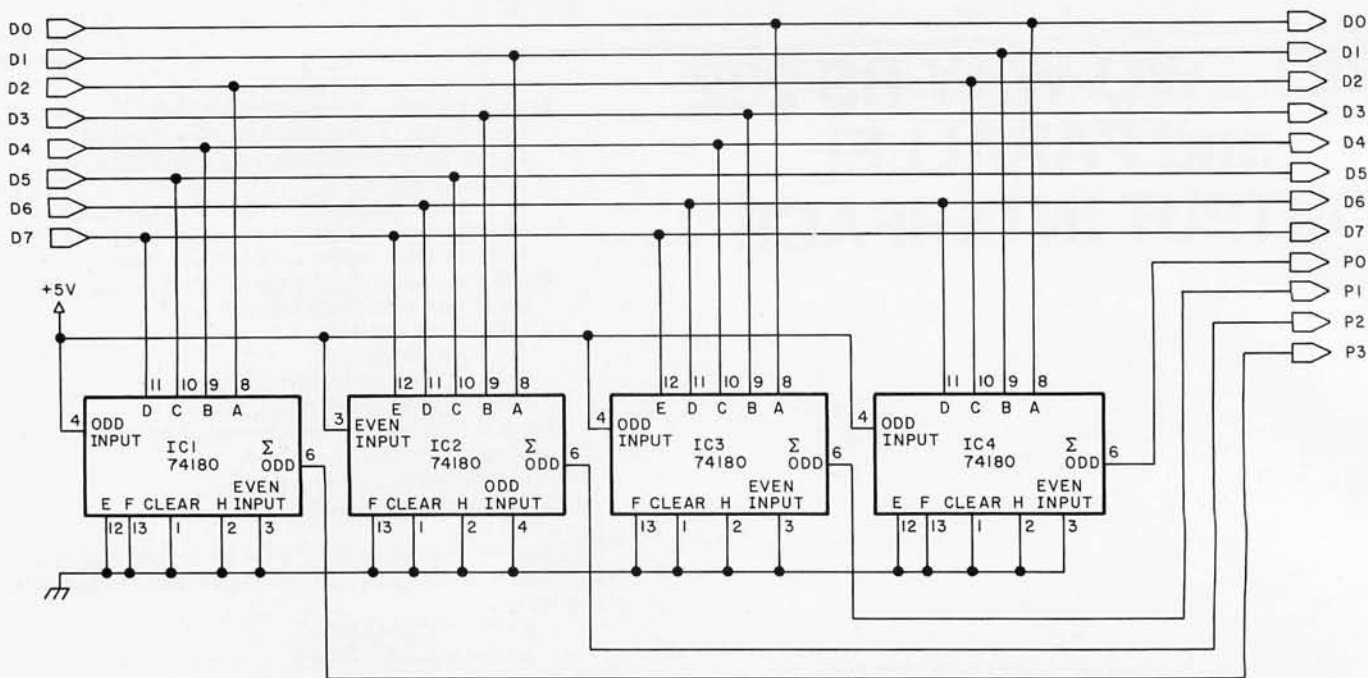 D0 D0
D1 D1
D2 D2
D3 D3
D4 D4
D5 D5
D6 D6
D7 D7
P0
+5V
P1
P2
P3
11 10 9 8 12 11 10 9 8 12 11 10 9 8 11 10 9 8
D C B A E D C B A E D C B A D C B A
4 ODD INPUT 3 EVEN INPUT 4 ODD INPUT 4 ODD INPUT
IC1 Σ IC2 Σ IC3 Σ IC4 Σ
74180 ODD 6 74180 ODD 6 74180 ODD 6 74180 ODD 6
EVEN ODD EVEN EVEN
E F CLEAR H INPUT F CLEAR H INPUT F CLEAR H INPUT E F CLEAR H INPUT
12 13 1 2 3 13 1 2 4 13 1 2 3 12 13 1 2 3